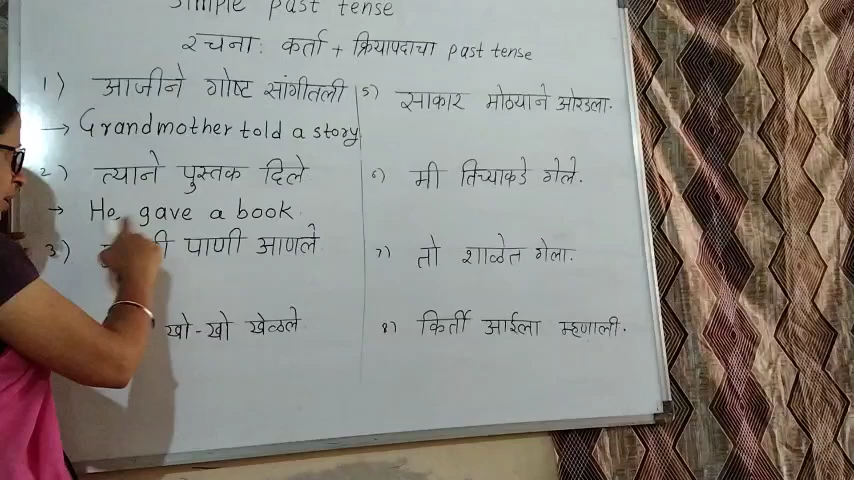 Simple past tense
रचना: कर्ता + क्रियापदाचा past tense
1) आजीने गोष्ट सांगीतली
→ Grandmother told a story
2) त्याने पुस्तक दिले
→ He gave a book.
3) पाणी आणले
खो-खो खेळले
5) साकार मोठयाने ओरडला.
6) मी तिच्याकडे गेले.
7) तो शाळेत गेला.
8) किर्ती आईला म्हणाली.